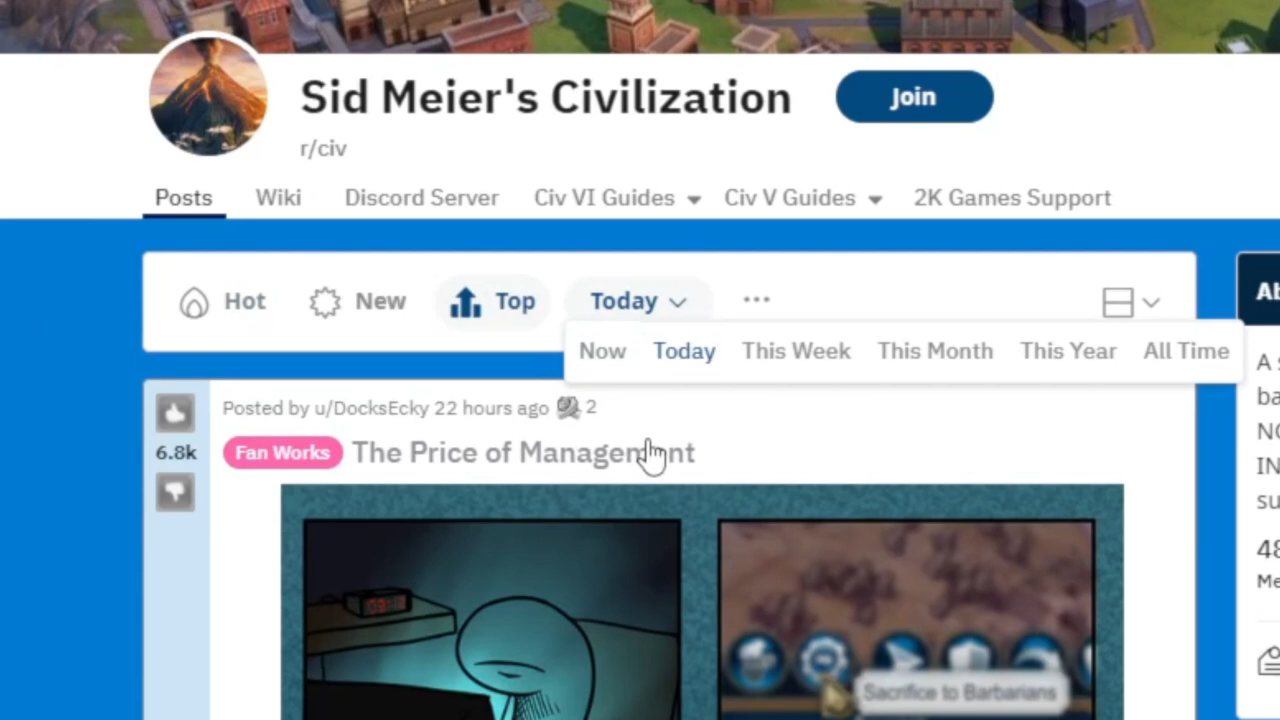 Sid Meier's Civilization
Join
r/civ
Posts Wiki Discord Server Civ VI Guides Civ V Guides 2K Games Support
Hot New Top Today ...
Now Today This Week This Month This Year All Time
Posted by u/DocksEcky 22 hours ago 2
6.8k
Fan Works The Price of Management
Sacrifice to Barbarians